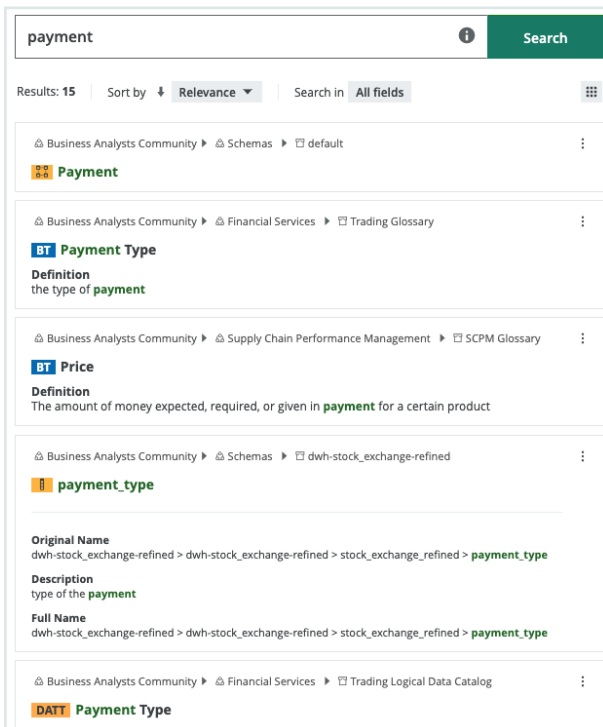 payment
Search
Results: 15 Sort by Relevance Search in All fields
Business Analysts Community Schemas default
Payment
Business Analysts Community Financial Services Trading Glossary
BT Payment Type
Definition
the type of payment
Business Analysts Community Supply Chain Performance Management SCPM Glossary
BT Price
Definition
The amount of money expected, required, or given in payment for a certain product
Business Analysts Community Schemas dwh-stock_exchange-refined
payment_type
Original Name
dwh-stock_exchange-refined > dwh-stock_exchange-refined > stock_exchange_refined > payment_type
Description
type of the payment
Full Name
dwh-stock_exchange-refined > dwh-stock_exchange-refined > stock_exchange_refined > payment_type
Business Analysts Community Financial Services Trading Logical Data Catalog
DATT Payment Type